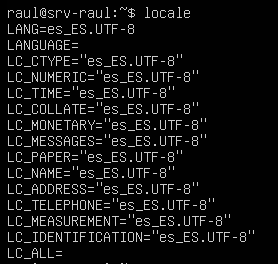 raul@srv-raul:~$ locale
LANG=es_ES.UTF-8
LANGUAGE=
LC_CTYPE="es_ES.UTF-8"
LC_NUMERIC="es_ES.UTF-8"
LC_TIME="es_ES.UTF-8"
LC_COLLATE="es_ES.UTF-8"
LC_MONETARY="es_ES.UTF-8"
LC_MESSAGES="es_ES.UTF-8"
LC_PAPER="es_ES.UTF-8"
LC_NAME="es_ES.UTF-8"
LC_ADDRESS="es_ES.UTF-8"
LC_TELEPHONE="es_ES.UTF-8"
LC_MEASUREMENT="es_ES.UTF-8"
LC_IDENTIFICATION="es_ES.UTF-8"
LC_ALL=